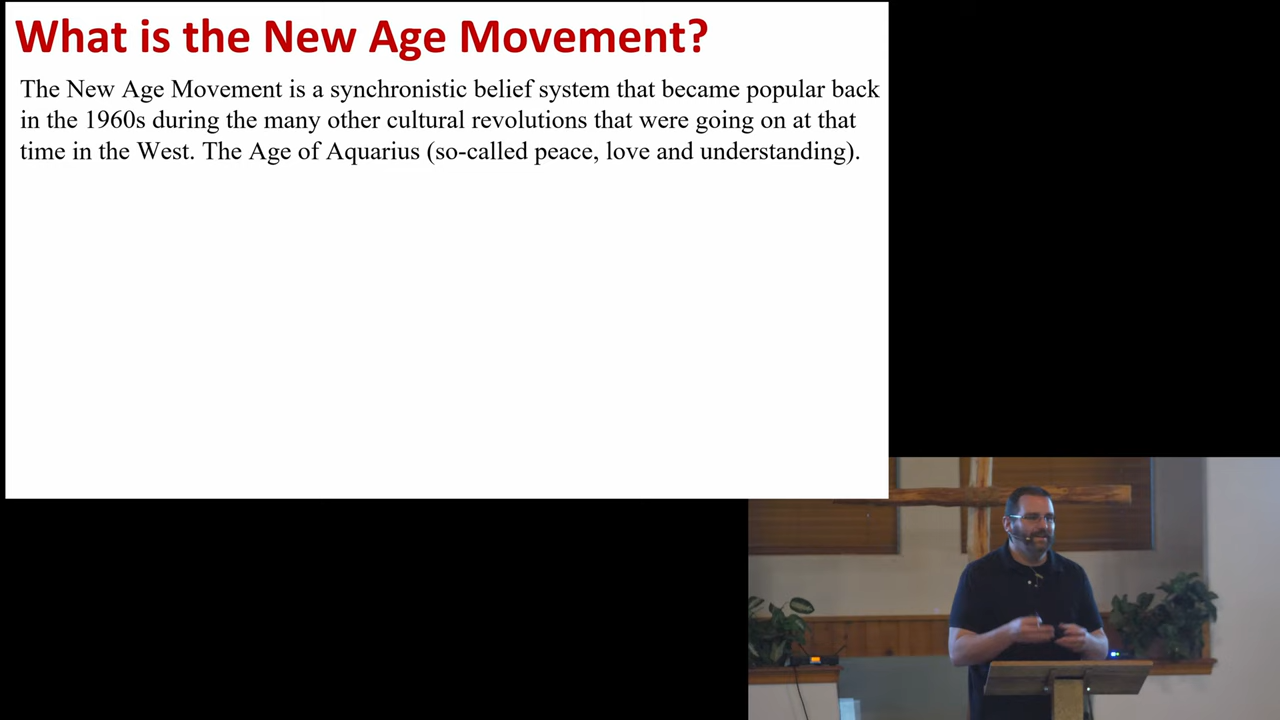 What is the New Age Movement?
The New Age Movement is a synchronistic belief system that became popular back
in the 1960s during the many other cultural revolutions that were going on at that
time in the West. The Age of Aquarius (so-called peace, love and understanding).